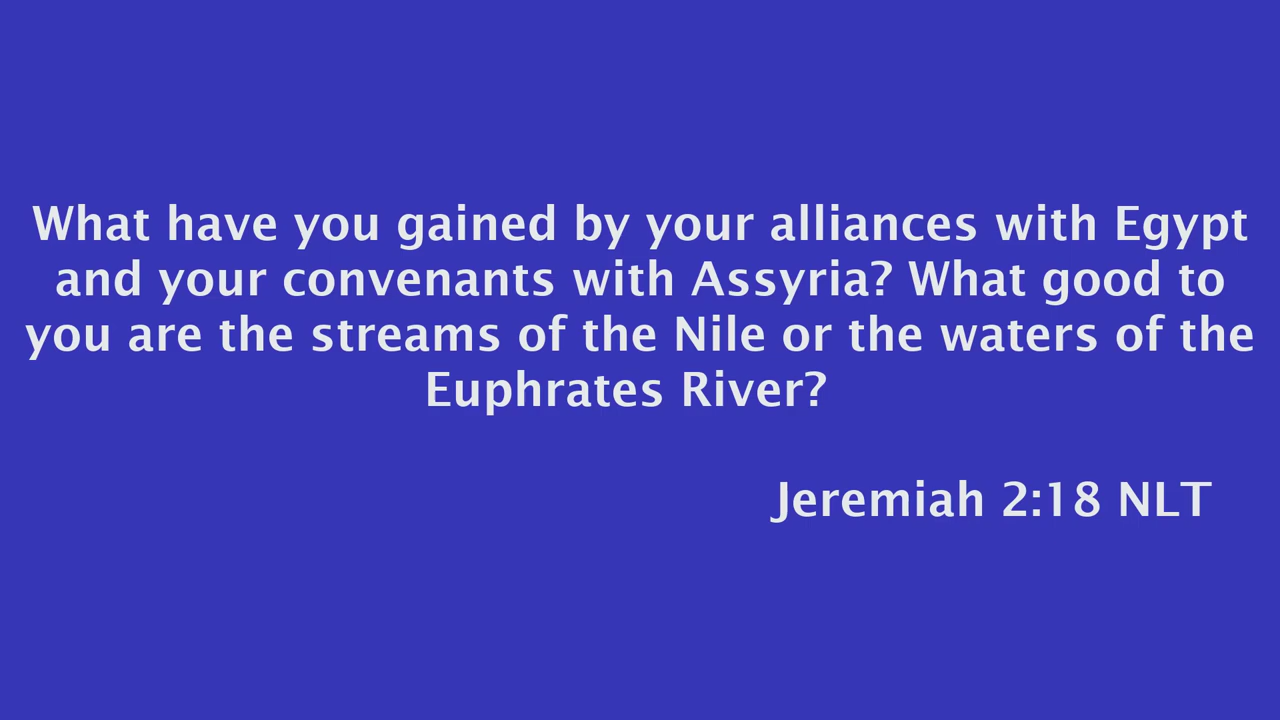 What have you gained by your alliances with Egypt
and your convenants with Assyria? What good to
you are the streams of the Nile or the waters of the
Euphrates River?
Jeremiah 2:18 NLT